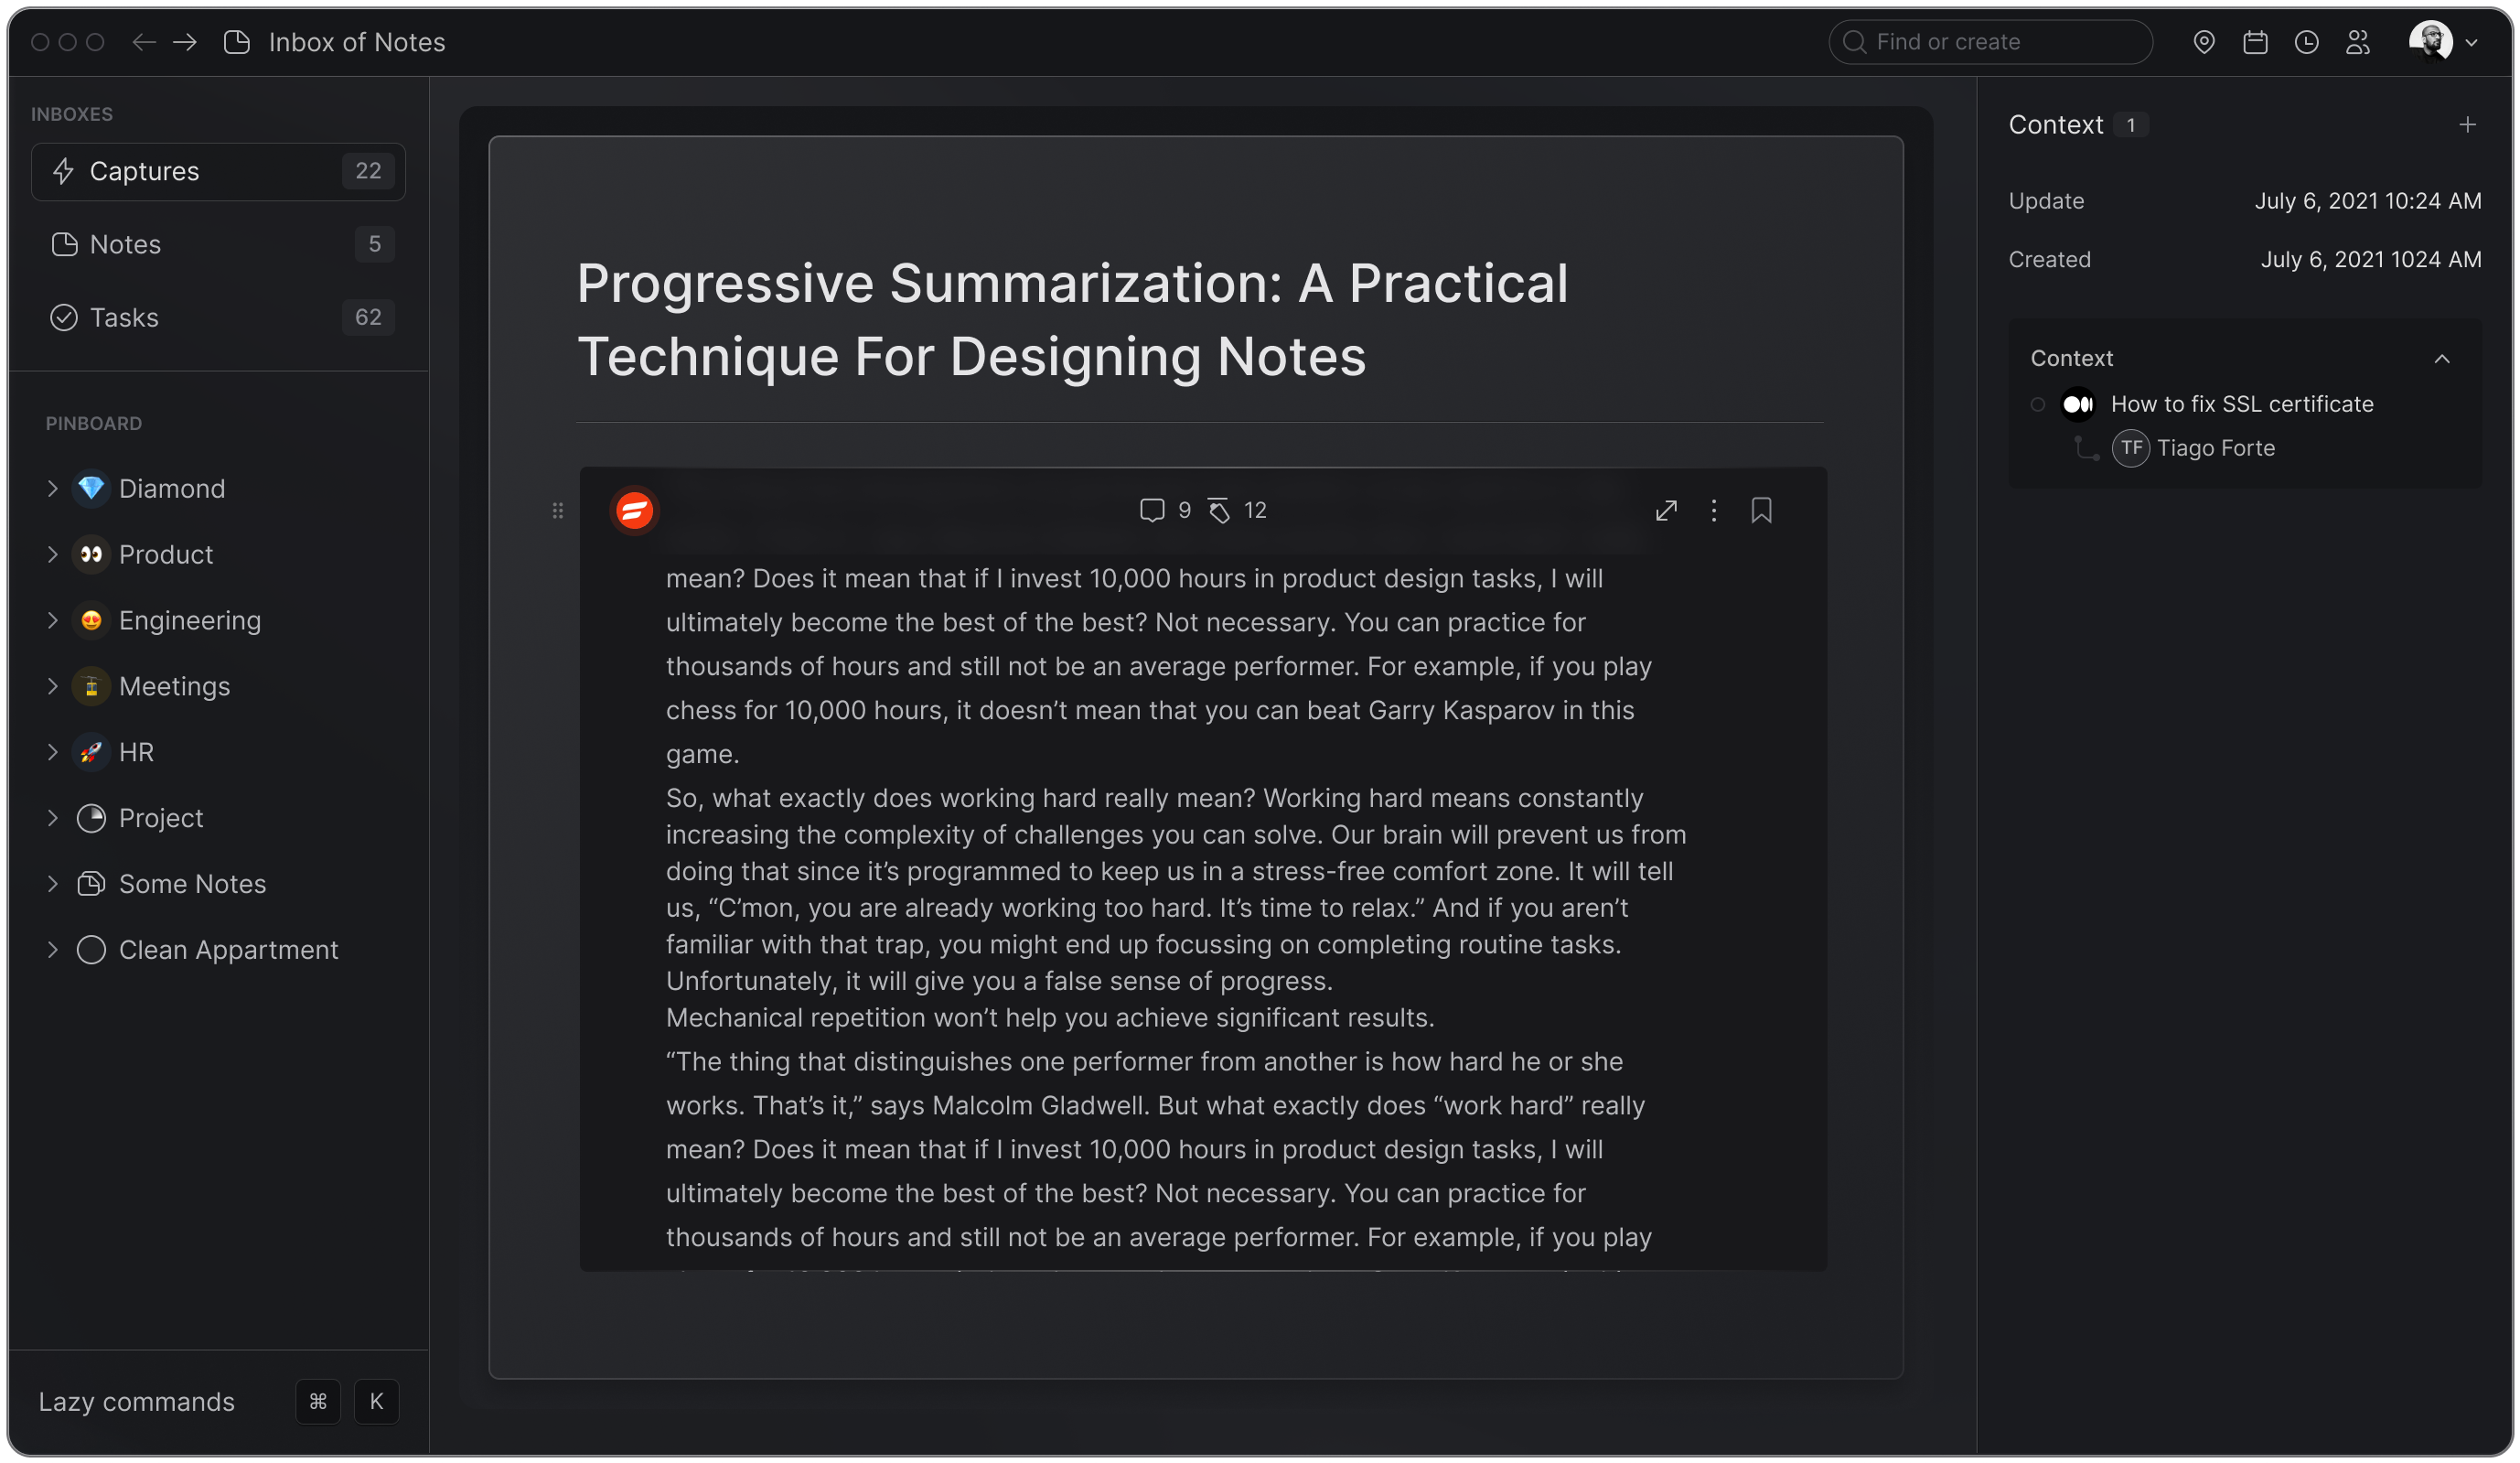 Inbox of Notes
Find or create
INBOXES
Captures 22
Notes 5
Tasks 62
PINBOARD
Diamond
Product
Engineering
Meetings
HR
Project
Some Notes
Clean Appartment
Lazy commands ⌘ K
Progressive Summarization: A Practical
Technique For Designing Notes
9 12
mean? Does it mean that if I invest 10,000 hours in product design tasks, I will
ultimately become the best of the best? Not necessary. You can practice for
thousands of hours and still not be an average performer. For example, if you play
chess for 10,000 hours, it doesn’t mean that you can beat Garry Kasparov in this
game.
So, what exactly does working hard really mean? Working hard means constantly
increasing the complexity of challenges you can solve. Our brain will prevent us from
doing that since it’s programmed to keep us in a stress-free comfort zone. It will tell
us, “C’mon, you are already working too hard. It’s time to relax.” And if you aren’t
familiar with that trap, you might end up focussing on completing routine tasks.
Unfortunately, it will give you a false sense of progress.
Mechanical repetition won’t help you achieve significant results.
“The thing that distinguishes one performer from another is how hard he or she
works. That’s it,” says Malcolm Gladwell. But what exactly does “work hard” really
mean? Does it mean that if I invest 10,000 hours in product design tasks, I will
ultimately become the best of the best? Not necessary. You can practice for
thousands of hours and still not be an average performer. For example, if you play
Context 1
Update July 6, 2021 10:24 AM
Created July 6, 2021 1024 AM
Context
How to fix SSL certificate
TF Tiago Forte